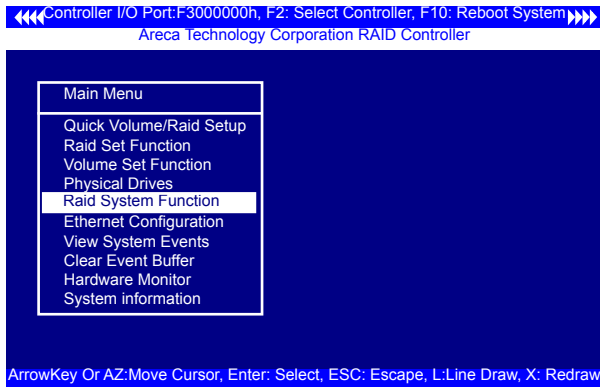 Controller I/O Port:F3000000h, F2: Select Controller, F10: Reboot System
Areca Technology Corporation RAID Controller
Main Menu
Quick Volume/Raid Setup
Raid Set Function
Volume Set Function
Physical Drives
Raid System Function
Ethernet Configuration
View System Events
Clear Event Buffer
Hardware Monitor
System information
ArrowKey Or AZ:Move Cursor, Enter: Select, ESC: Escape, L:Line Draw, X: Redraw